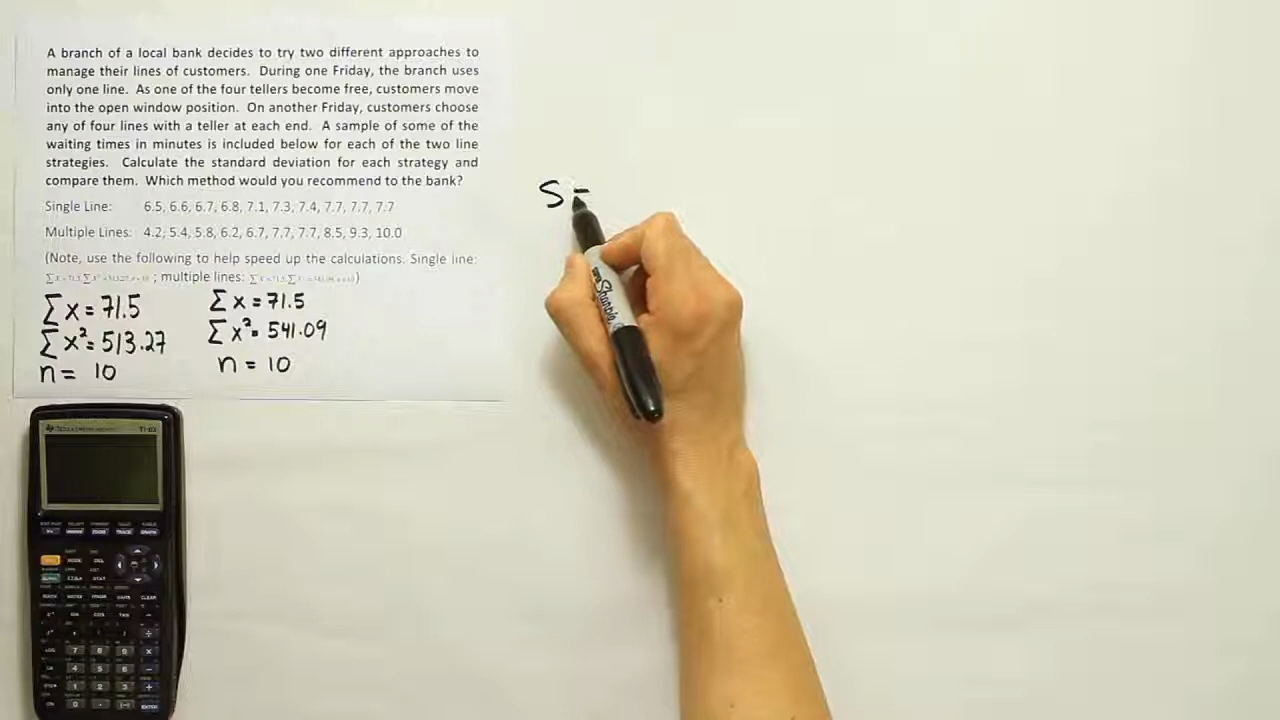 A branch of a local bank decides to try two different approaches to
manage their lines of customers. During one Friday, the branch uses
only one line. As one of the four tellers become free, customers move
into the open window position. On another Friday, customers choose
any of four lines with a teller at each end. A sample of some of the
waiting times in minutes is included below for each of the two line
strategies. Calculate the standard deviation for each strategy and
compare them. Which method would you recommend to the bank?
Single Line: 6.5, 6.6, 6.7, 6.8, 7.1, 7.3, 7.4, 7.7, 7.7, 7.7
Multiple Lines: 4.2, 5.4, 5.8, 6.2, 6.7, 7.7, 7.7, 8.5, 9.3, 10.0
(Note, use the following to help speed up the calculations. Single line:
; multiple lines: )
∑x = 71.5 ∑x = 71.5
∑x² = 513.27 ∑x² = 541.09
n = 10 n = 10
S =
Sharpie
TEXAS INSTRUMENTS TI-83